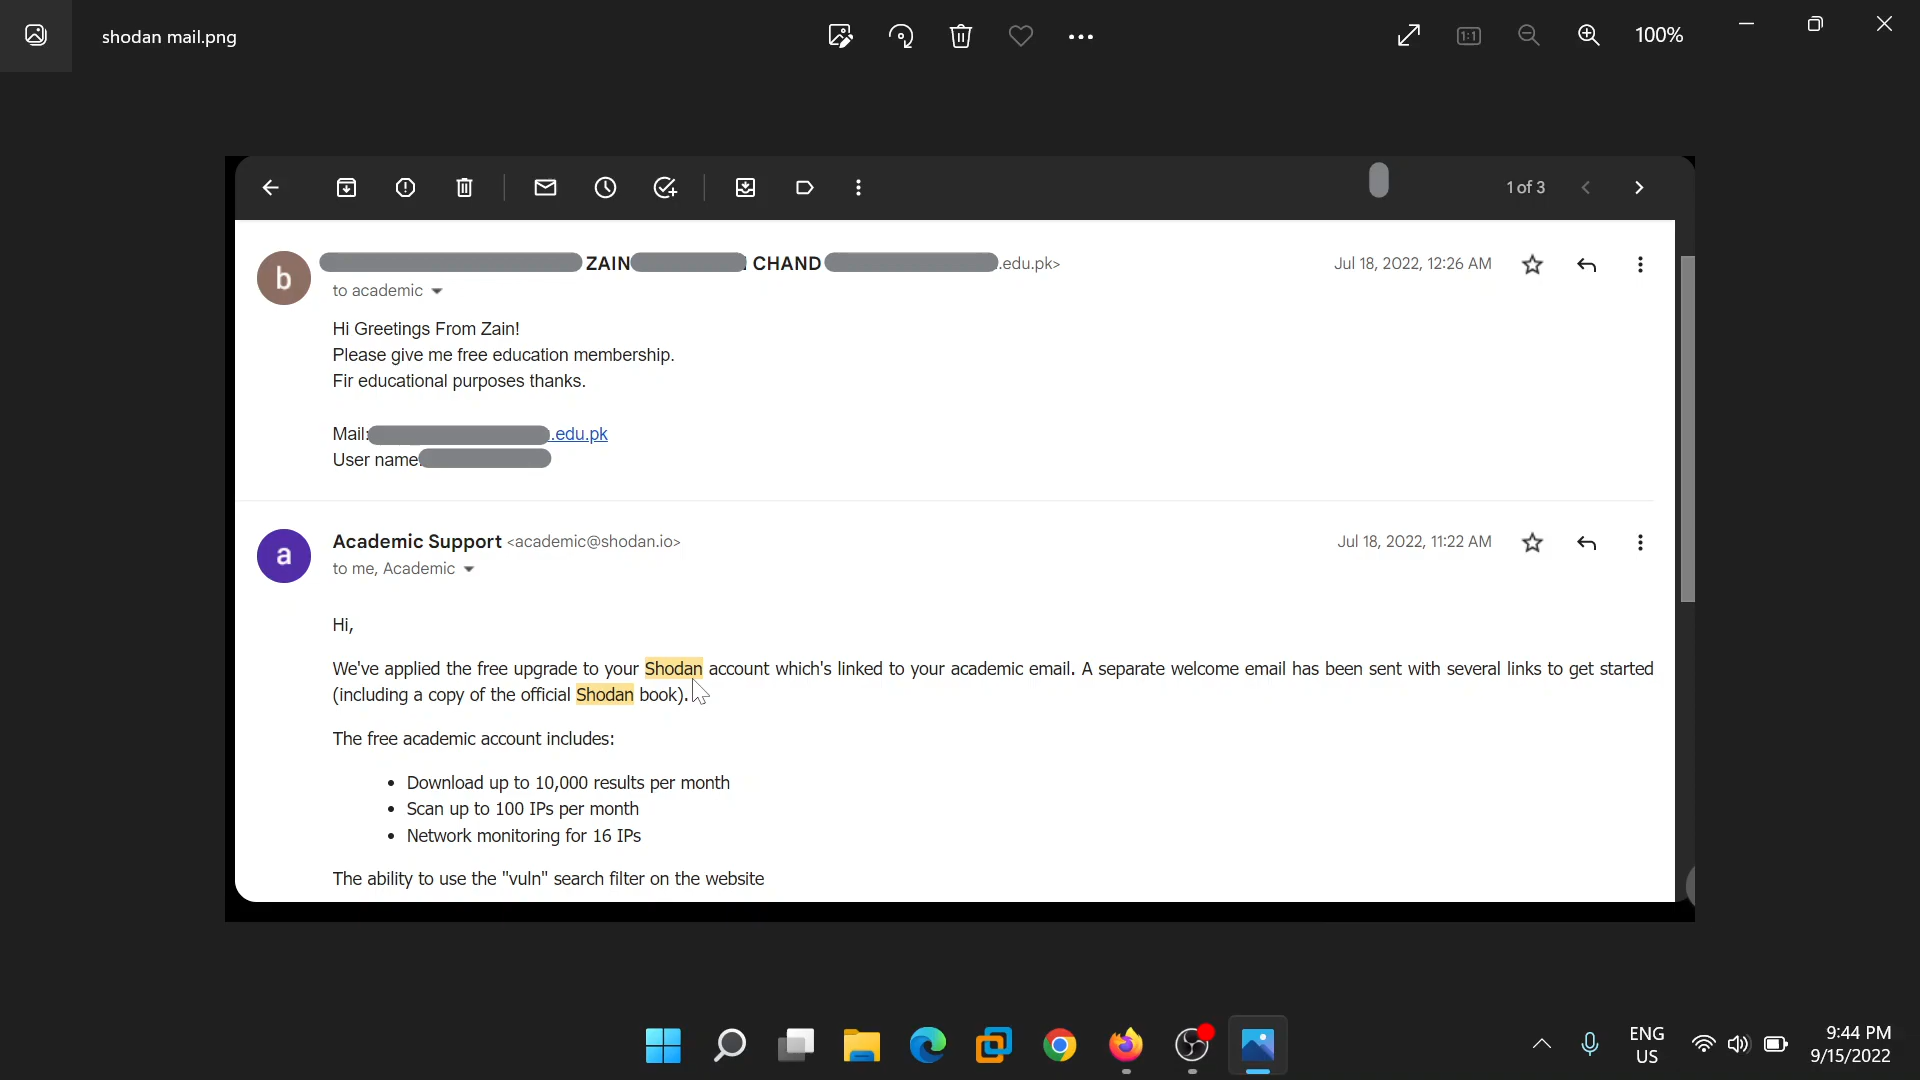 shodan mail.png
100%
1 of 3
b
ZAIN CHAND .edu.pk>
Jul 18, 2022, 12:26 AM
to academic
Hi Greetings From Zain!
Please give me free education membership.
Fir educational purposes thanks.
Mail: .edu.pk
User name:
a
Academic Support <academic@shodan.io>
Jul 18, 2022, 11:22 AM
to me, Academic
Hi,
We've applied the free upgrade to your Shodan account which's linked to your academic email. A separate welcome email has been sent with several links to get started
(including a copy of the official Shodan book).
The free academic account includes:
• Download up to 10,000 results per month
• Scan up to 100 IPs per month
• Network monitoring for 16 IPs
The ability to use the "vuln" search filter on the website
ENG
US
9:44 PM
9/15/2022